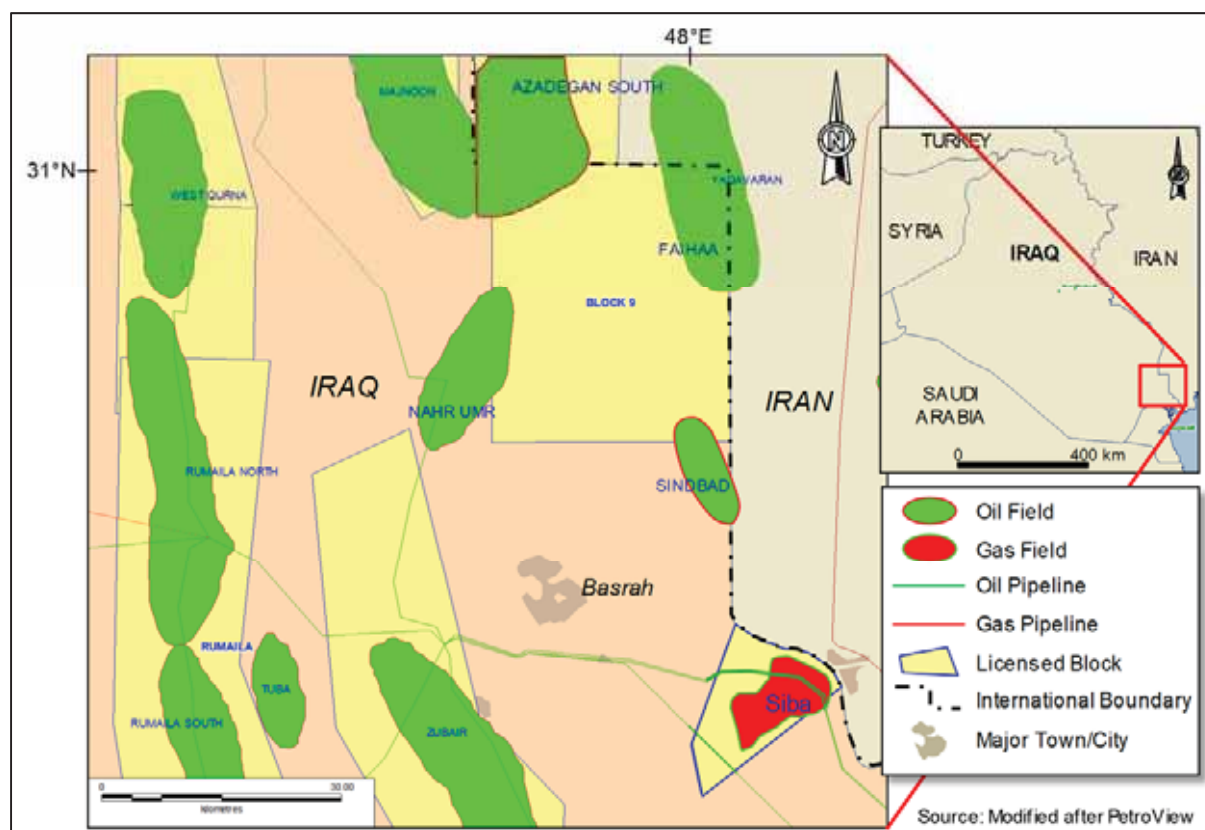 48°E
31°N
MAJNOON
AZADEGAN SOUTH
N
WEST QURNA
YADAVARAN
FAIHAA
BLOCK 9
IRAQ
IRAN
NAHR UMR
RUMAILA NORTH
SINDBAD
Basrah
RUMAILA
TUBA
Siba
RUMAILA SOUTH
ZUBAIR
0 30.00
kilometres
TURKEY
N
SYRIA
IRAQ
IRAN
SAUDI
ARABIA
0 400 km
Oil Field
Gas Field
Oil Pipeline
Gas Pipeline
Licensed Block
International Boundary
Major Town/City
Source: Modified after PetroView